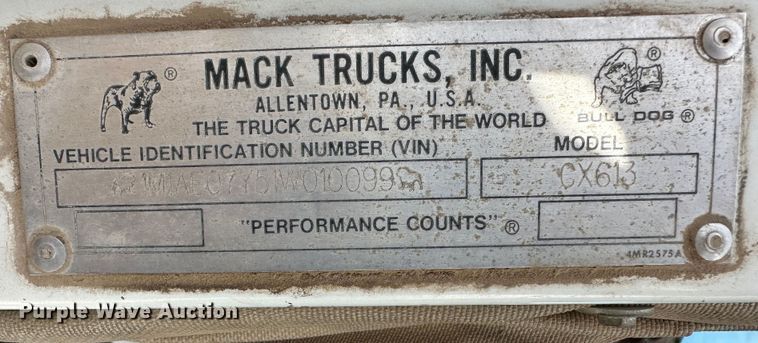 MACK TRUCKS, INC.
ALLENTOWN, PA., U.S.A.
THE TRUCK CAPITAL OF THE WORLD
BULL DOG ®
VEHICLE IDENTIFICATION NUMBER (VIN)
MODEL
CX613
"PERFORMANCE COUNTS" ®
4MR2575A
Purple Wave Auction